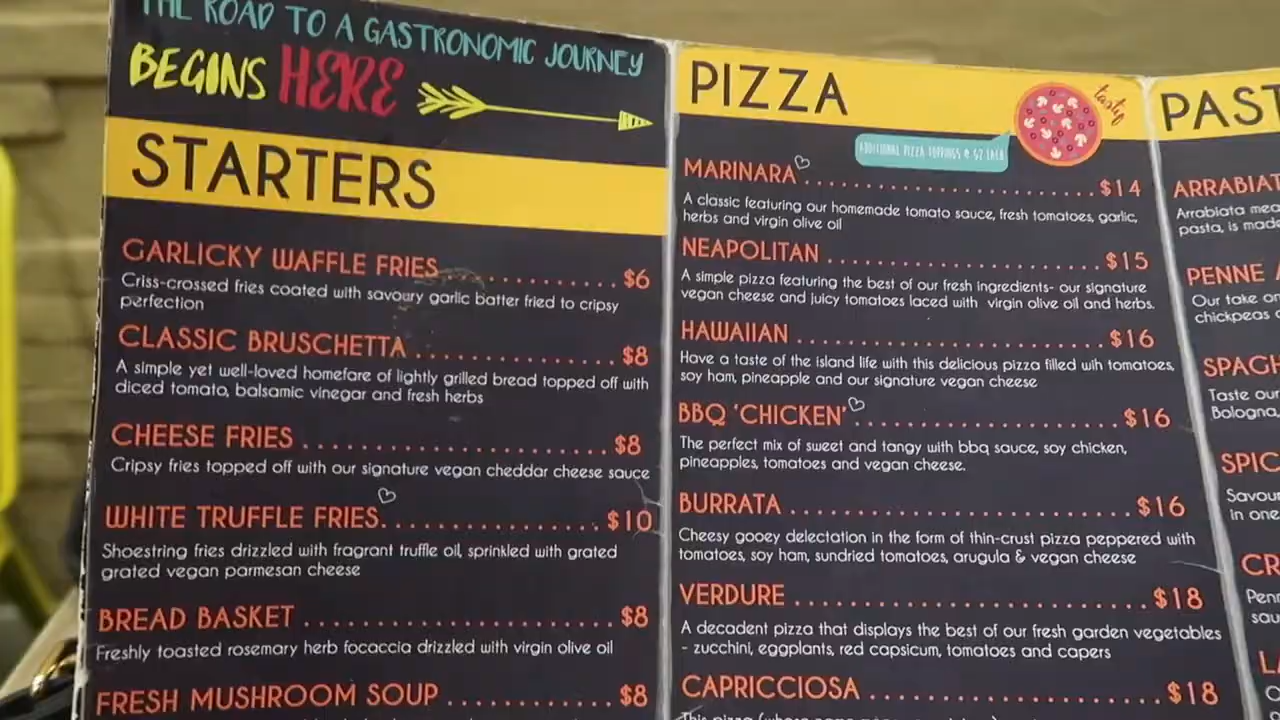 THE ROAD TO A GASTRONOMIC JOURNEY
BEGINS HERE
STARTERS
GARLICKY WAFFLE FRIES.................$6
Criss-crossed fries coated with savoury garlic batter fried to cripsy
perfection
CLASSIC BRUSCHETTA.................$8
A simple yet well-loved homefare of lightly grilled bread topped off with
diced tomato, balsamic vinegar and fresh herbs
CHEESE FRIES.........................$8
Cripsy fries topped off with our signature vegan cheddar cheese sauce
WHITE TRUFFLE FRIES..................$10
Shoestring fries drizzled with fragrant truffle oil, sprinkled with grated
grated vegan parmesan cheese
BREAD BASKET.........................$8
Freshly toasted rosemary herb focaccia drizzled with virgin olive oil
FRESH MUSHROOM SOUP...............$8
PIZZA
tasty
ADDITIONAL PIZZA TOPPINGS @ $2 EACH
MARINARA.........................$14
A classic featuring our homemade tomato sauce, fresh tomatoes, garlic,
herbs and virgin olive oil
NEAPOLITAN.......................$15
A simple pizza featuring the best of our fresh ingredients- our signature
vegan cheese and juicy tomatoes laced with virgin olive oil and herbs.
HAWAIIAN..........................$16
Have a taste of the island life with this delicious pizza filled wih tomatoes,
soy ham, pineapple and our signature vegan cheese
BBQ 'CHICKEN'......................$16
The perfect mix of sweet and tangy with bbq sauce, soy chicken,
pineapples, tomatoes and vegan cheese.
BURRATA............................$16
Cheesy gooey delectation in the form of thin-crust pizza peppered with
tomatoes, soy ham, sundried tomatoes, arugula & vegan cheese
VERDURE............................$18
A decadent pizza that displays the best of our fresh garden vegetables
- zucchini, eggplants, red capsicum, tomatoes and capers
CAPRICCIOSA.......................$18
This pizza
PAST
ARRABIAT
Arrabiata mea
pasta, is made
PENNE
Our take on
chickpeas
SPAGH
Taste our
Bologna
SPIC
Savou
in one
CR
Penn
sau